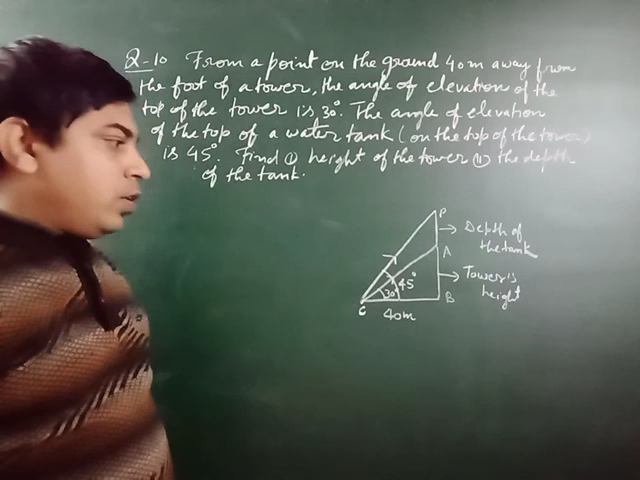 Q-10 From a point on the ground 40m away from
the foot of a tower, the angle of elevation of the
top of the tower is 30°. The angle of elevation
of the top of a water tank (on the top of the tower)
is 45°. Find ① height of the tower ⑪ the depth
of the tank.
P
Depth of
the tank
A
45°
Tower's
30°
height
B
C
40m